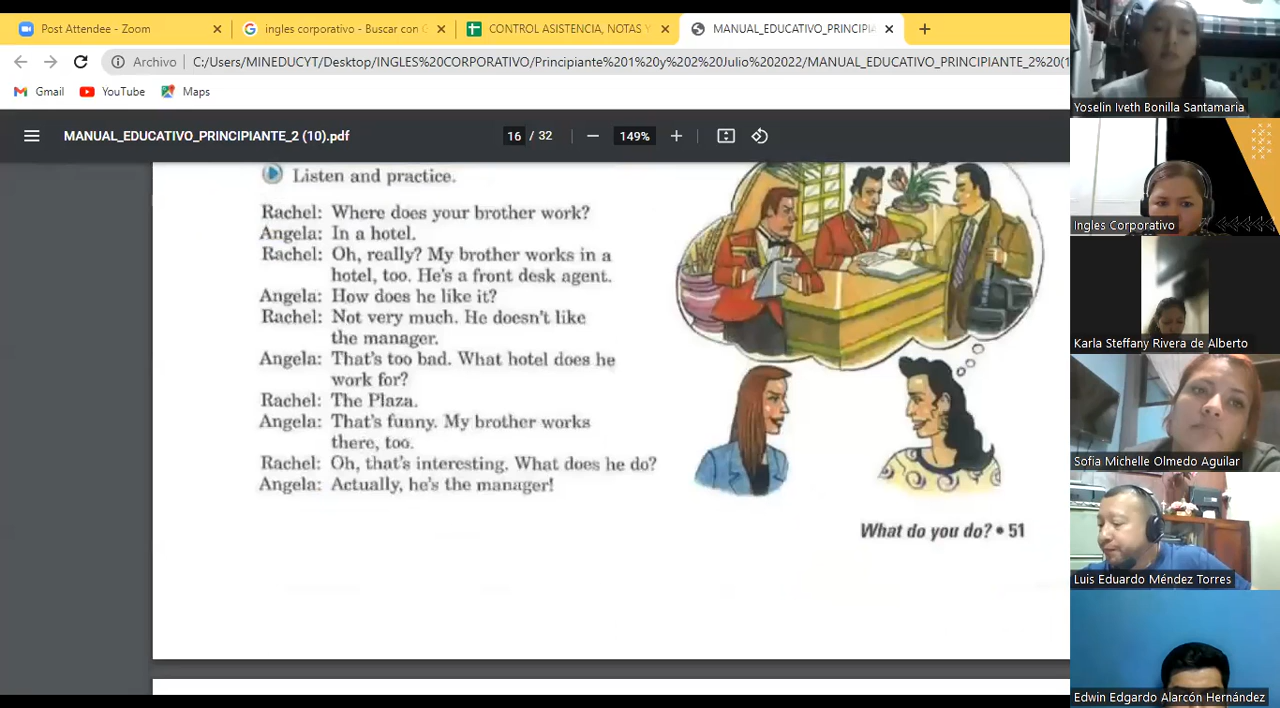 Post Attendee - Zoom
ingles corporativo - Buscar con
CONTROL ASISTENCIA, NOTAS Y
MANUAL_EDUCATIVO_PRINCIPIA
Archivo C:/Users/MINEDUCYT/Desktop/INGLES%20CORPORATIVO/Principiante%201%20y%202%20Julio%202022/MANUAL_EDUCATIVO_PRINCIPIANTE_2%20(1
Gmail YouTube Maps
MANUAL_EDUCATIVO_PRINCIPIANTE_2 (10).pdf 16 / 32 149%
Listen and practice.
Rachel: Where does your brother work?
Angela: In a hotel.
Rachel: Oh, really? My brother works in a
hotel, too. He's a front desk agent.
Angela: How does he like it?
Rachel: Not very much. He doesn't like
the manager.
Angela: That's too bad. What hotel does he
work for?
Rachel: The Plaza.
Angela: That's funny. My brother works
there, too.
Rachel: Oh, that's interesting. What does he do?
Angela: Actually, he's the manager!
What do you do? • 51
Yoselin Iveth Bonilla Santamaria
Ingles Corporativo
Karla Steffany Rivera de Alberto
Sofia Michelle Olmedo Aguilar
Luis Eduardo Méndez Torres
Edwin Edgardo Alarcón Hernández